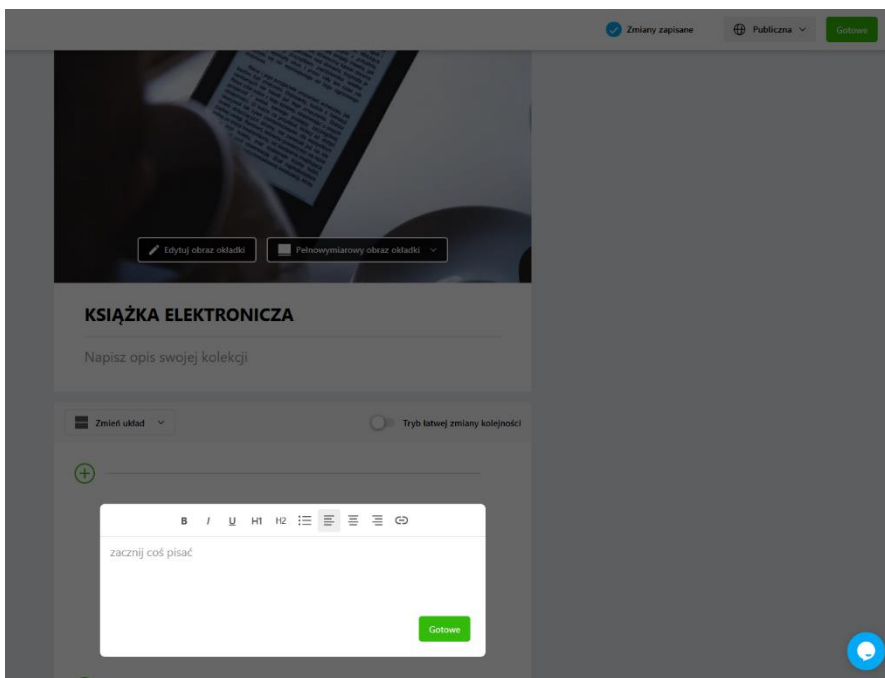 Zmiany zapisane
Publiczna
Gotowe
Edytuj obraz okładki
Pełnowymiarowy obraz okładki
KSIĄŻKA ELEKTRONICZA
Napisz opis swojej kolekcji
Zmień układ
Tryb łatwej zmiany kolejności
B I U H1 H2
zacznij coś pisać
Gotowe